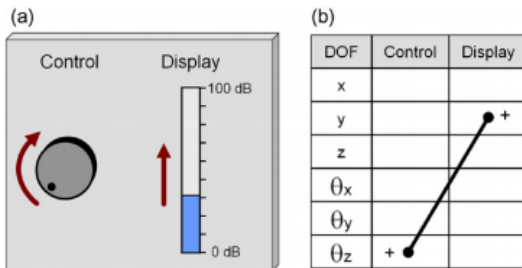 (a)
Control Display
100 dB
0 dB
(b)
DOF Control Display
x
y +
z
θx
θy
θz +